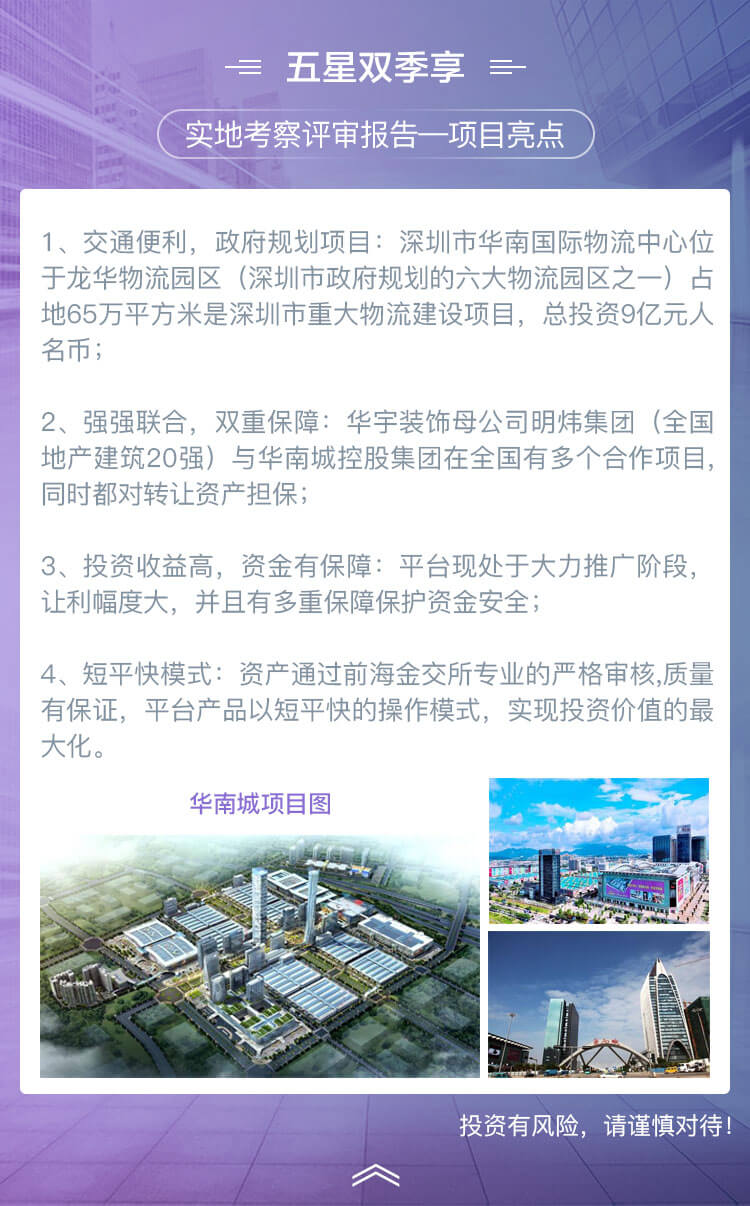 五星双季享
实地考察评审报告—项目亮点
1、交通便利，政府规划项目：深圳市华南国际物流中心位
于龙华物流园区（深圳市政府规划的六大物流园区之一）占
地65万平方米是深圳市重大物流建设项目，总投资9亿元人
名币；
2、强强联合，双重保障：华宇装饰母公司明炜集团（全国
地产建筑20强）与华南城控股集团在全国有多个合作项目，
同时都对转让资产担保；
3、投资收益高，资金有保障：平台现处于大力推广阶段，
让利幅度大，并且有多重保障保护资金安全；
4、短平快模式：资产通过前海金交所专业的严格审核,质量
有保证，平台产品以短平快的操作模式，实现投资价值的最
大化。
华南城项目图
投资有风险，请谨慎对待！